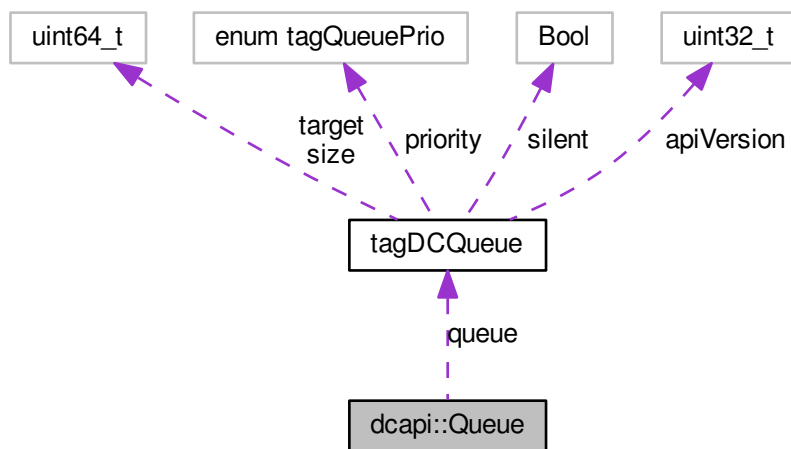 uint64_t
enum tagQueuePrio
Bool
uint32_t
target
size
priority
silent
apiVersion
tagDCQueue
queue
dcapi::Queue